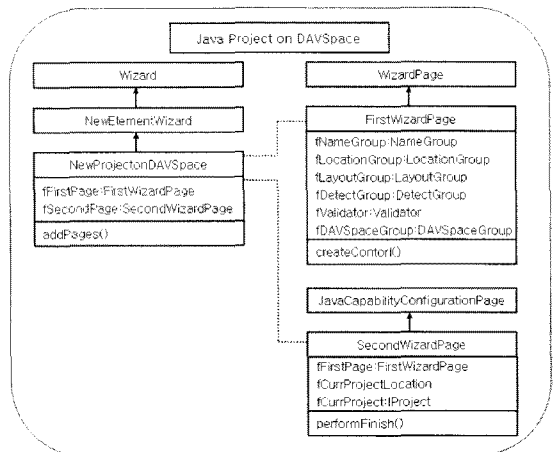 Java Project on DAVSpace
Wizard
NewElementWizard
NewProjectonDAVSpace
fFirstPage:FirstWizardPage
fSecondPage:SecondWizardPage
addPages()
WizardPage
FirstWizardPage
fNameGroup:NameGroup
fLocationGroup:LocationGroup
fLayoutGroup:LayoutGroup
fDetectGroup:DetectGroup
fValidator:Validator
fDAVSpaceGroup:DAVSpaceGroup
createContorl()
JavaCapabilityConfigurationPage
SecondWizardPage
fFirstPage:FirstWizardPage
fCurrProjectLocation
fCurrProject:IProject
performFinish()